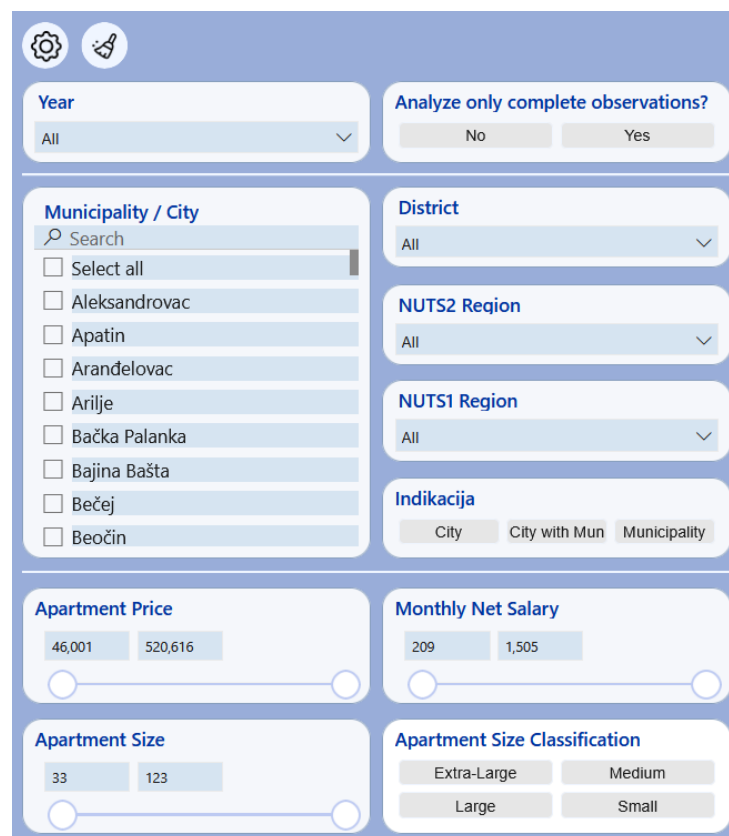 Year
All
Analyze only complete observations?
No Yes
Municipality / City
Search
Select all
Aleksandrovac
Apatin
Aranđelovac
Arilje
Bačka Palanka
Bajina Bašta
Bečej
Beočin
District
All
NUTS2 Region
All
NUTS1 Region
All
Indikacija
City City with Mun Municipality
Apartment Price
46,001 520,616
Monthly Net Salary
209 1,505
Apartment Size
33 123
Apartment Size Classification
Extra-Large Medium
Large Small